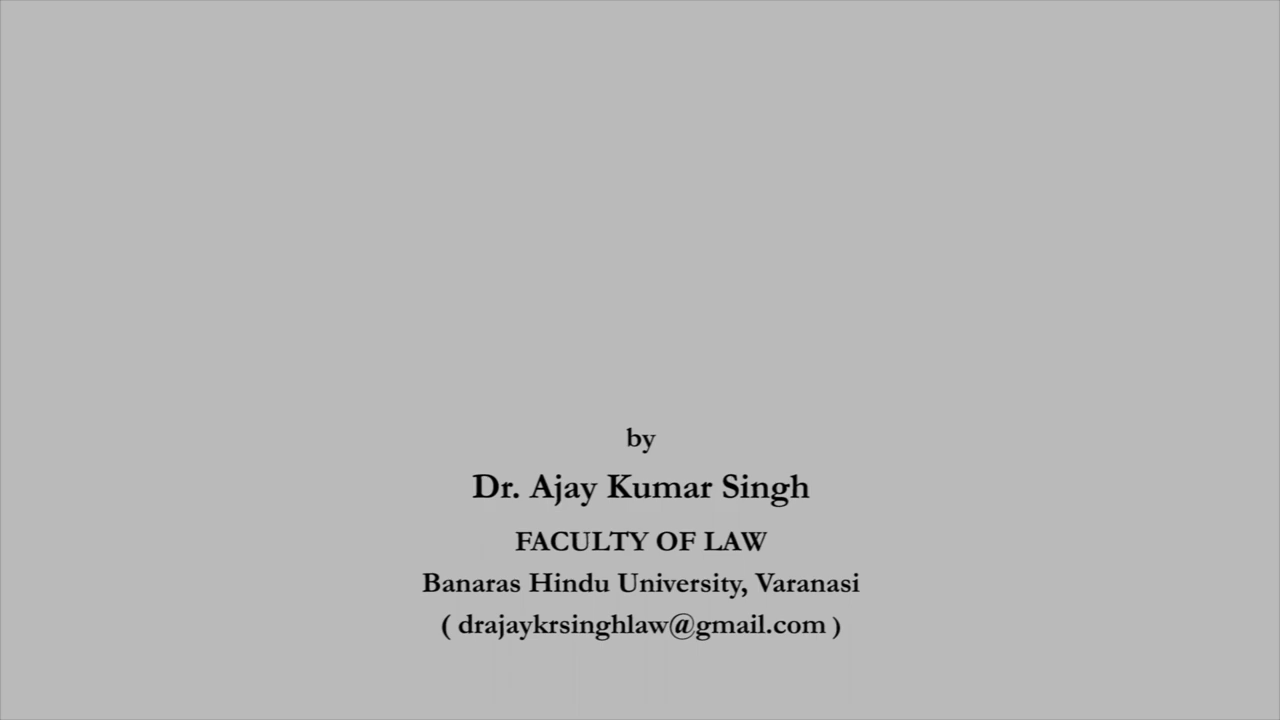 by
Dr. Ajay Kumar Singh
FACULTY OF LAW
Banaras Hindu University, Varanasi
( drajaykrsinghlaw@gmail.com )